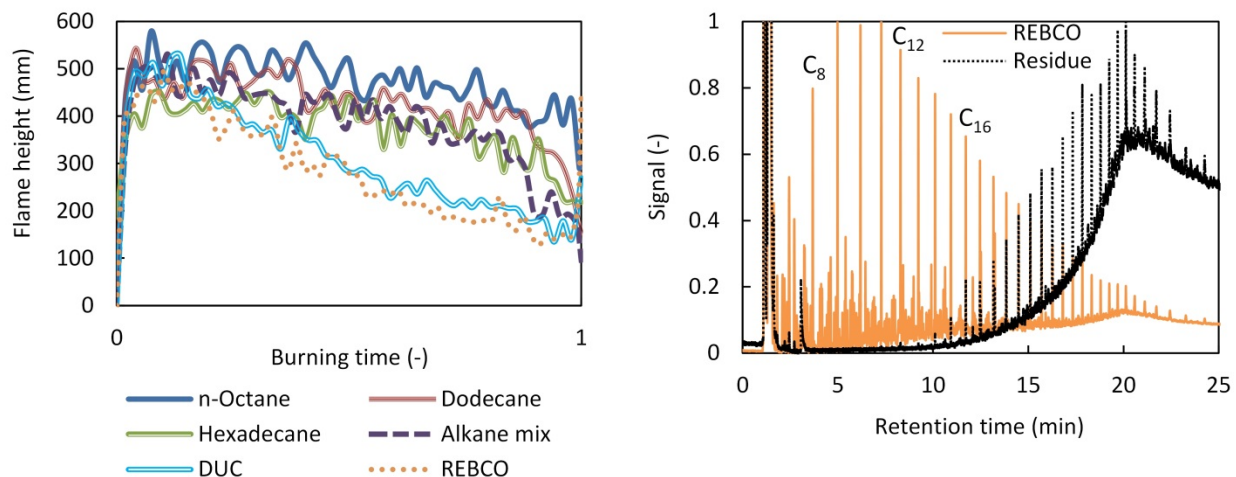 Flame height (mm)
600
500
400
300
200
100
0
0
1
Burning time (-)
n-Octane
Dodecane
Hexadecane
Alkane mix
DUC
REBCO
Signal (-)
1
0.8
0.6
0.4
0.2
0
0
5
10
15
20
25
Retention time (min)
C8
C12
C16
REBCO
Residue